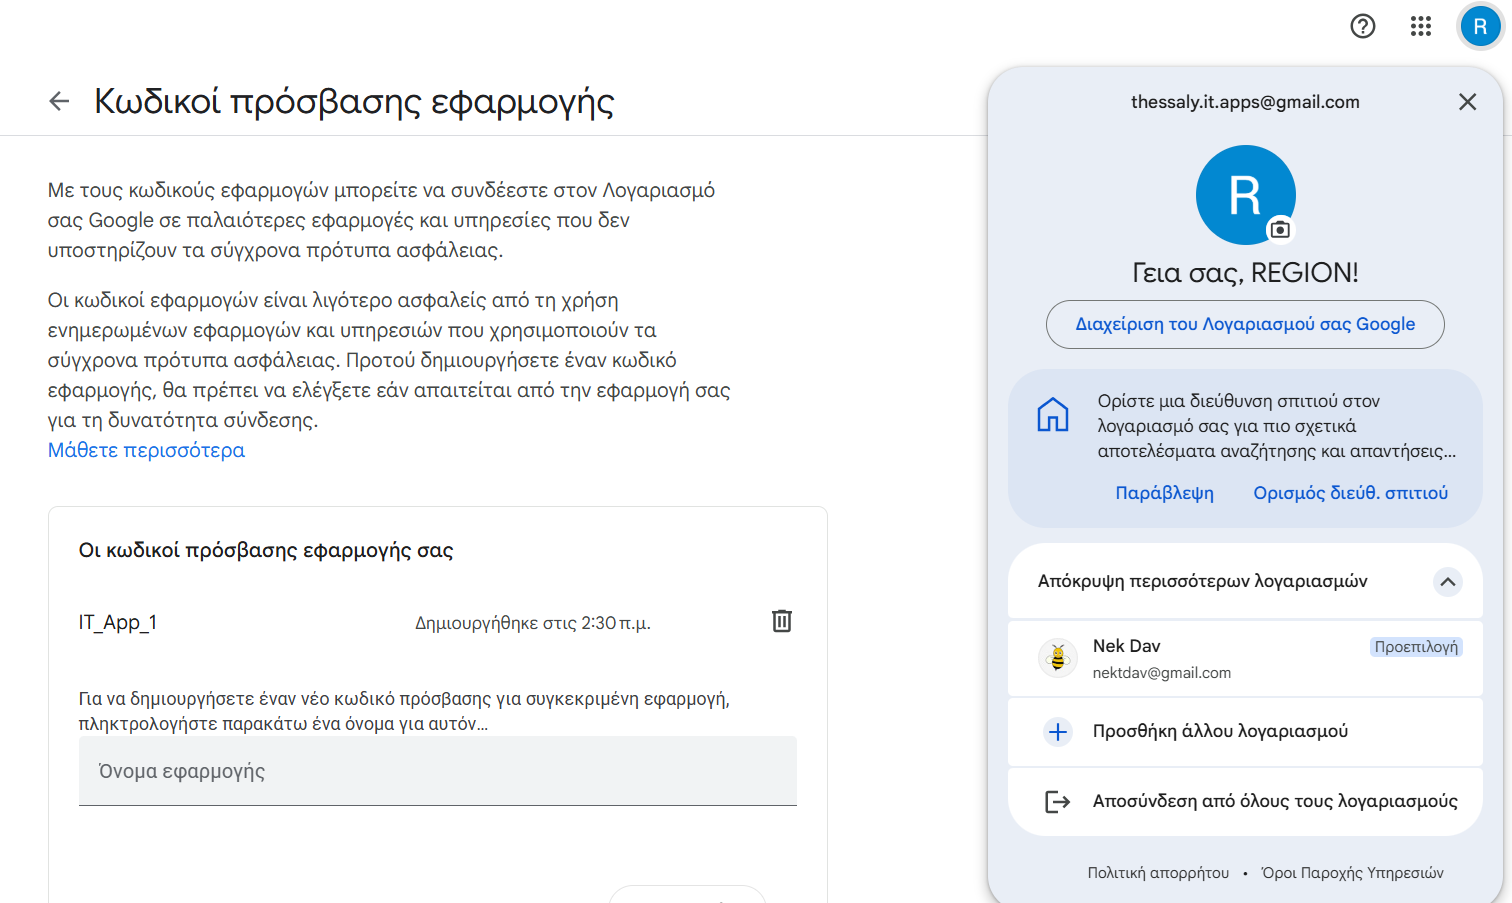 R
Κωδικοί πρόσβασης εφαρμογής
Με τους κωδικούς εφαρμογών μπορείτε να συνδέεστε στον Λογαριασμό
σας Google σε παλαιότερες εφαρμογές και υπηρεσίες που δεν
υποστηρίζουν τα σύγχρονα πρότυπα ασφάλειας.
Οι κωδικοί εφαρμογών είναι λιγότερο ασφαλείς από τη χρήση
ενημερωμένων εφαρμογών και υπηρεσιών που χρησιμοποιούν τα
σύγχρονα πρότυπα ασφάλειας. Προτού δημιουργήσετε έναν κωδικό
εφαρμογής, θα πρέπει να ελέγξετε εάν απαιτείται από την εφαρμογή σας
για τη δυνατότητα σύνδεσης.
Μάθετε περισσότερα
Οι κωδικοί πρόσβασης εφαρμογής σας
IT_App_1 Δημιουργήθηκε στις 2:30 π.μ.
Για να δημιουργήσετε έναν νέο κωδικό πρόσβασης για συγκεκριμένη εφαρμογή,
πληκτρολογήστε παρακάτω ένα όνομα για αυτόν...
Όνομα εφαρμογής
thessaly.it.apps@gmail.com
R
Γεια σας, REGION!
Διαχείριση του Λογαριασμού σας Google
Ορίστε μια διεύθυνση σπιτιού στον
λογαριασμό σας για πιο σχετικά
αποτελέσματα αναζήτησης και απαντήσεις...
Παράβλεψη Ορισμός διεύθ. σπιτιού
Απόκρυψη περισσότερων λογαριασμών
Nek Dav Προεπιλογή
nektdav@gmail.com
Προσθήκη άλλου λογαριασμού
Αποσύνδεση από όλους τους λογαριασμούς
Πολιτική απορρήτου • Όροι Παροχής Υπηρεσιών